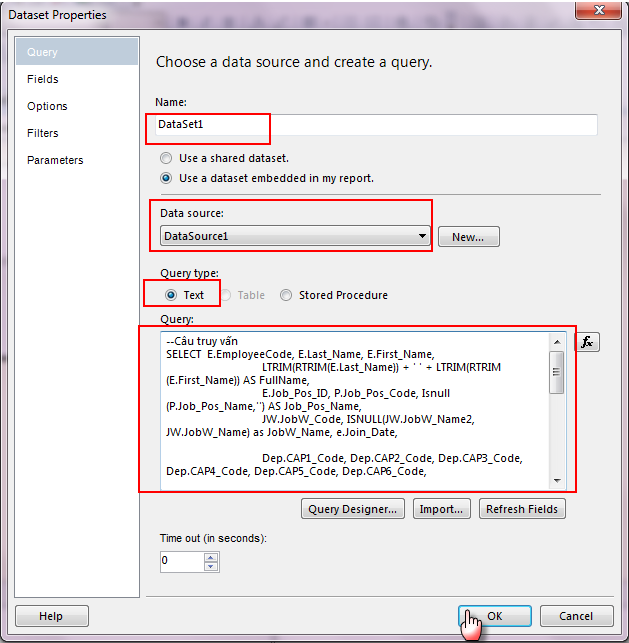 Dataset Properties
Query
Fields
Options
Filters
Parameters
Choose a data source and create a query.
Name:
DataSet1
Use a shared dataset.
Use a dataset embedded in my report.
Data source:
DataSource1
New...
Query type:
Text
Table
Stored Procedure
Query:
--Câu truy vấn
SELECT E.EmployeeCode, E.Last_Name, E.First_Name,
LTRIM(RTRIM(E.Last_Name)) + ' ' + LTRIM(RTRIM
(E.First_Name)) AS FullName,
E.Job_Pos_ID, P.Job_Pos_Code, Isnull
(P.Job_Pos_Name,'') AS Job_Pos_Name,
JW.JobW_Code, ISNULL(JW.JobW_Name2,
JW.JobW_Name) as JobW_Name, e.Join_Date,
Dep.CAP1_Code, Dep.CAP2_Code, Dep.CAP3_Code,
Dep.CAP4_Code, Dep.CAP5_Code, Dep.CAP6_Code,
fx
Query Designer...
Import...
Refresh Fields
Time out (in seconds):
0
Help
OK
Cancel